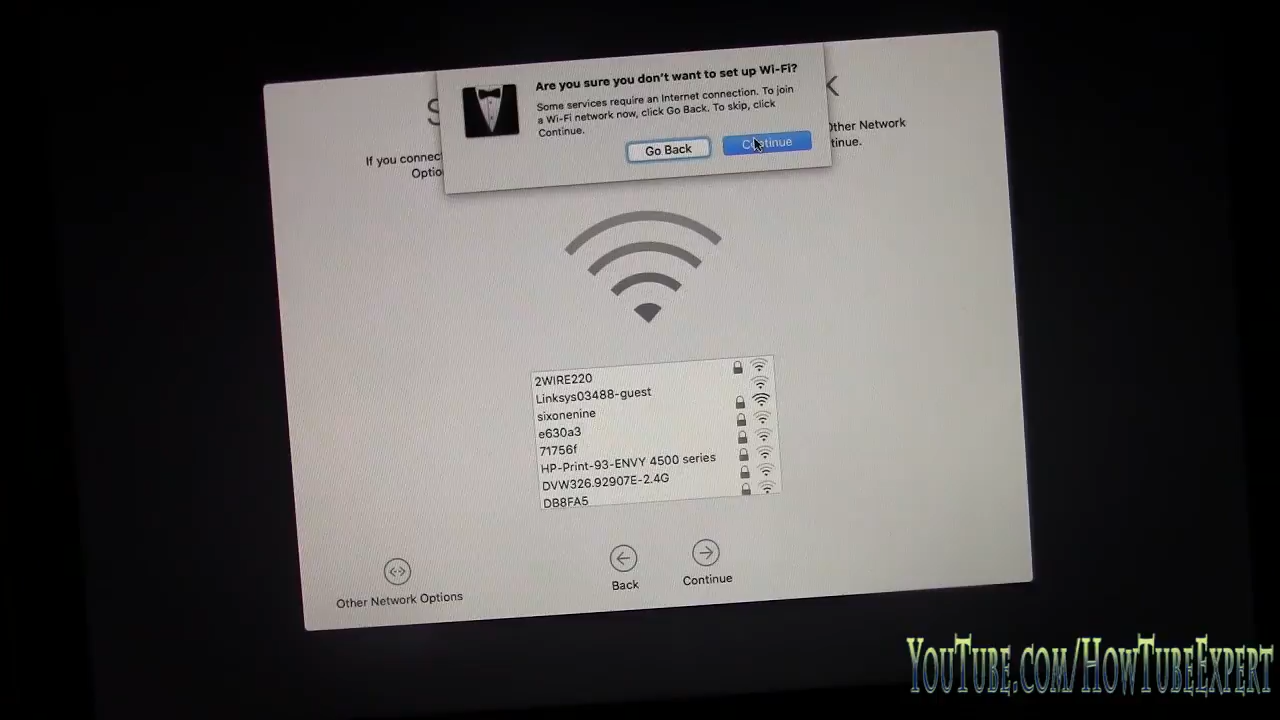 Are you sure you don't want to set up Wi-Fi?
Some services require an Internet connection. To join
a Wi-Fi network now, click Go Back. To skip, click
Continue.
Go Back
Continue
S
k
If you connec
Other Network
Optio
tinue.
2WIRE220
Linksys03488-guest
sixonenine
e630a3
71756f
HP-Print-93-ENVY 4500 series
DVW326.92907E-2.4G
DB8FA5
Other Network Options
Back
Continue
YouTube.com/HowTubeExpert